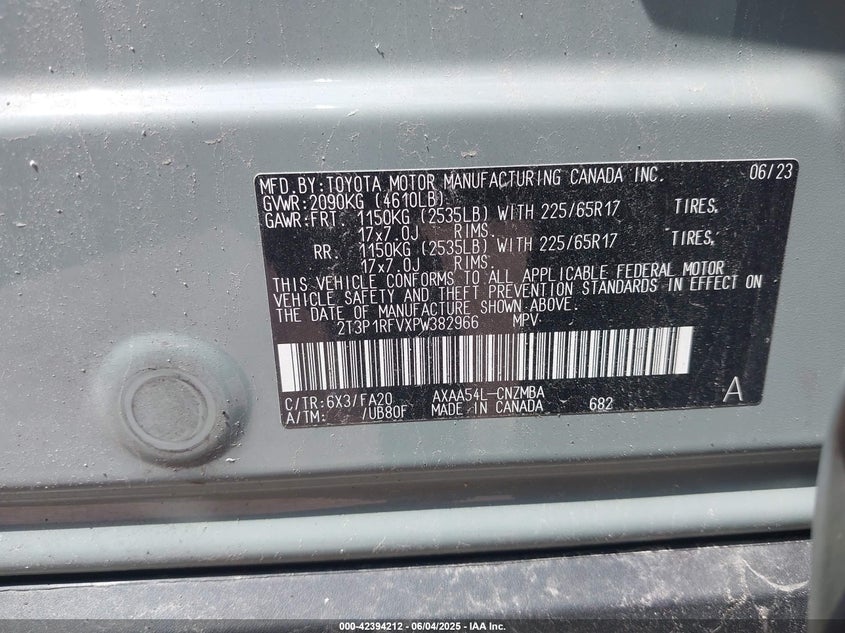 MFD.BY:TOYOTA MOTOR MANUFACTURING CANADA INC. 06/23
GVWR:2090KG (4610LB)
GAWR:FRT. 1150KG (2535LB) WITH 225/65R17 TIRES,
17x7.0J RIMS.
RR. 1150KG (2535LB) WITH 225/65R17 TIRES,
17x7.0J RIMS
THIS VEHICLE CONFORMS TO ALL APPLICABLE FEDERAL MOTOR
VEHICLE SAFETY AND THEFT PREVENTION STANDARDS IN EFFECT ON
THE DATE OF MANUFACTURE SHOWN ABOVE.
2T3P1RFVXPW382966 MPV
C/TR:6X3/FA20 AXAA54L-CNZMBA A
A/TM: /UB80F MADE IN CANADA 682
000-42394212 - 06/04/2025 - IAA Inc.